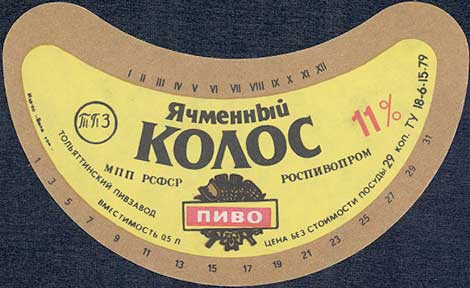 I II III IV V VI VII VIII IX X XI XII
Ячменный
КОЛОС
11%
ТПЗ
МПП РСФСР
РОСПИВОПРОМ
ПИВО
ТОЛЬЯТТИНСКИЙ ПИВЗАВОД
ВМЕСТИМОСТЬ 0,5 Л
ЦЕНА БЕЗ СТОИМОСТИ ПОСУДЫ 29 КОП. ТУ 18-6-15-79
1 3 5 7 9 11 13 15 17 19 21 23 25 27 29 31